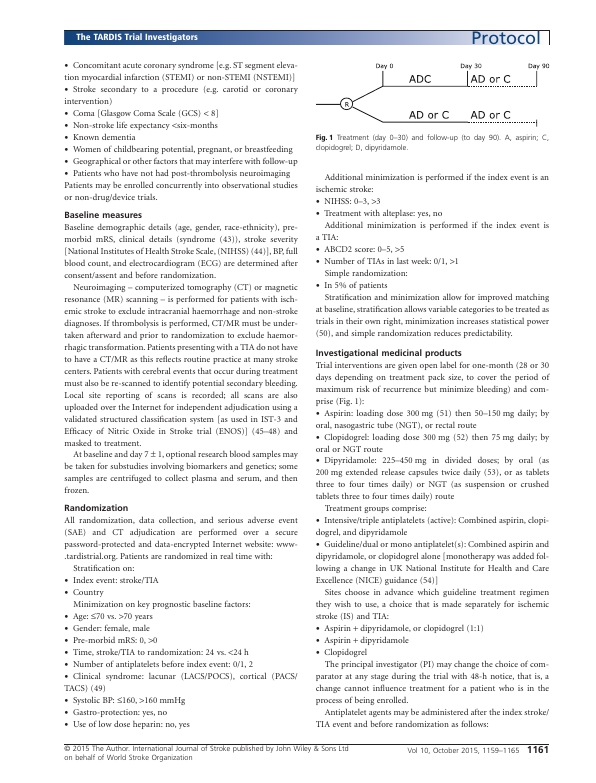 The TARDIS Trial Investigators
Protocol
• Concomitant acute coronary syndrome [e.g. ST segment eleva-
tion myocardial infarction (STEMI) or non-STEMI (NSTEMI)]
• Stroke secondary to a procedure (e.g. carotid or coronary
intervention)
• Coma [Glasgow Coma Scale (GCS) < 8]
• Non-stroke life expectancy <six-months
• Known dementia
• Women of childbearing potential, pregnant, or breastfeeding
• Geographical or other factors that may interfere with follow-up
• Patients who have not had post-thrombolysis neuroimaging
Patients may be enrolled concurrently into observational studies
or non-drug/device trials.
Baseline measures
Baseline demographic details (age, gender, race-ethnicity), pre-
morbid mRS, clinical details (syndrome (43)), stroke severity
[National Institutes of Health Stroke Scale, (NIHSS) (44)], BP, full
blood count, and electrocardiogram (ECG) are determined after
consent/assent and before randomization.
Neuroimaging – computerized tomography (CT) or magnetic
resonance (MR) scanning – is performed for patients with isch-
emic stroke to exclude intracranial haemorrhage and non-stroke
diagnoses. If thrombolysis is performed, CT/MR must be under-
taken afterward and prior to randomization to exclude haemor-
rhagic transformation. Patients presenting with a TIA do not have
to have a CT/MR as this reflects routine practice at many stroke
centers. Patients with cerebral events that occur during treatment
must also be re-scanned to identify potential secondary bleeding.
Local site reporting of scans is recorded; all scans are also
uploaded over the Internet for independent adjudication using a
validated structured classification system [as used in IST-3 and
Efficacy of Nitric Oxide in Stroke trial (ENOS)] (45–48) and
masked to treatment.
At baseline and day 7 ± 1, optional research blood samples may
be taken for substudies involving biomarkers and genetics; some
samples are centrifuged to collect plasma and serum, and then
frozen.
Randomization
All randomization, data collection, and serious adverse event
(SAE) and CT adjudication are performed over a secure
password-protected and data-encrypted Internet website: www-
.tardistrial.org. Patients are randomized in real time with:
Stratification on:
• Index event: stroke/TIA
• Country
Minimization on key prognostic baseline factors:
• Age: ≤70 vs. >70 years
• Gender: female, male
• Pre-morbid mRS: 0, >0
• Time, stroke/TIA to randomization: 24 vs. <24 h
• Number of antiplatelets before index event: 0/1, 2
• Clinical syndrome: lacunar (LACS/POCS), cortical (PACS/
TACS) (49)
• Systolic BP: ≤160, >160 mmHg
• Gastro-protection: yes, no
• Use of low dose heparin: no, yes
Day 0
Day 30
Day 90
ADC
AD or C
R
AD or C
AD or C
Fig. 1 Treatment (day 0–30) and follow-up (to day 90). A, aspirin; C,
clopidogrel; D, dipyridamole.
Additional minimization is performed if the index event is an
ischemic stroke:
• NIHSS: 0–3, >3
• Treatment with alteplase: yes, no
Additional minimization is performed if the index event is
a TIA:
• ABCD2 score: 0–5, >5
• Number of TIAs in last week: 0/1, >1
Simple randomization:
• In 5% of patients
Stratification and minimization allow for improved matching
at baseline, stratification allows variable categories to be treated as
trials in their own right, minimization increases statistical power
(50), and simple randomization reduces predictability.
Investigational medicinal products
Trial interventions are given open label for one-month (28 or 30
days depending on treatment pack size, to cover the period of
maximum risk of recurrence but minimize bleeding) and com-
prise (Fig. 1):
• Aspirin: loading dose 300 mg (51) then 50–150 mg daily; by
oral, nasogastric tube (NGT), or rectal route
• Clopidogrel: loading dose 300 mg (52) then 75 mg daily; by
oral or NGT route
• Dipyridamole: 225–450 mg in divided doses; by oral (as
200 mg extended release capsules twice daily (53), or as tablets
three to four times daily) or NGT (as suspension or crushed
tablets three to four times daily) route
Treatment groups comprise:
• Intensive/triple antiplatelets (active): Combined aspirin, clopi-
dogrel, and dipyridamole
• Guideline/dual or mono antiplatelet(s): Combined aspirin and
dipyridamole, or clopidogrel alone [monotherapy was added fol-
lowing a change in UK National Institute for Health and Care
Excellence (NICE) guidance (54)]
Sites choose in advance which guideline treatment regimen
they wish to use, a choice that is made separately for ischemic
stroke (IS) and TIA:
• Aspirin + dipyridamole, or clopidogrel (1:1)
• Aspirin + dipyridamole
• Clopidogrel
The principal investigator (PI) may change the choice of com-
parator at any stage during the trial with 48-h notice, that is, a
change cannot influence treatment for a patient who is in the
process of being enrolled.
Antiplatelet agents may be administered after the index stroke/
TIA event and before randomization as follows:
© 2015 The Author. International Journal of Stroke published by John Wiley & Sons Ltd
on behalf of World Stroke Organization
Vol 10, October 2015, 1159–1165 1161